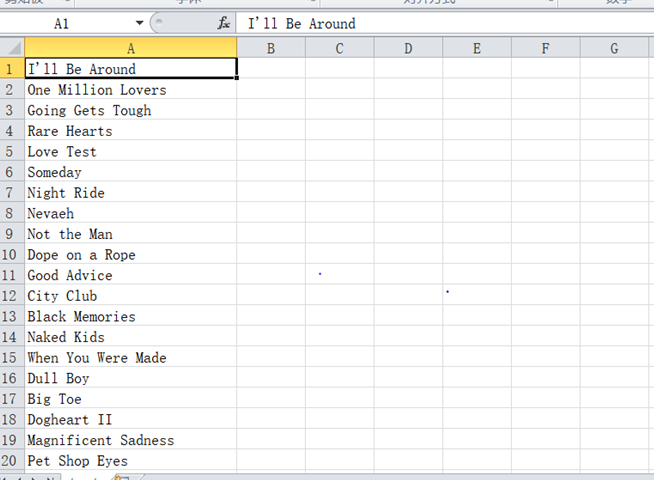 A1 fx I'll Be Around
A B C D E F G
1 I'll Be Around
2 One Million Lovers
3 Going Gets Tough
4 Rare Hearts
5 Love Test
6 Someday
7 Night Ride
8 Nevaeh
9 Not the Man
10 Dope on a Rope
11 Good Advice
12 City Club
13 Black Memories
14 Naked Kids
15 When You Were Made
16 Dull Boy
17 Big Toe
18 Dogheart II
19 Magnificent Sadness
20 Pet Shop Eyes